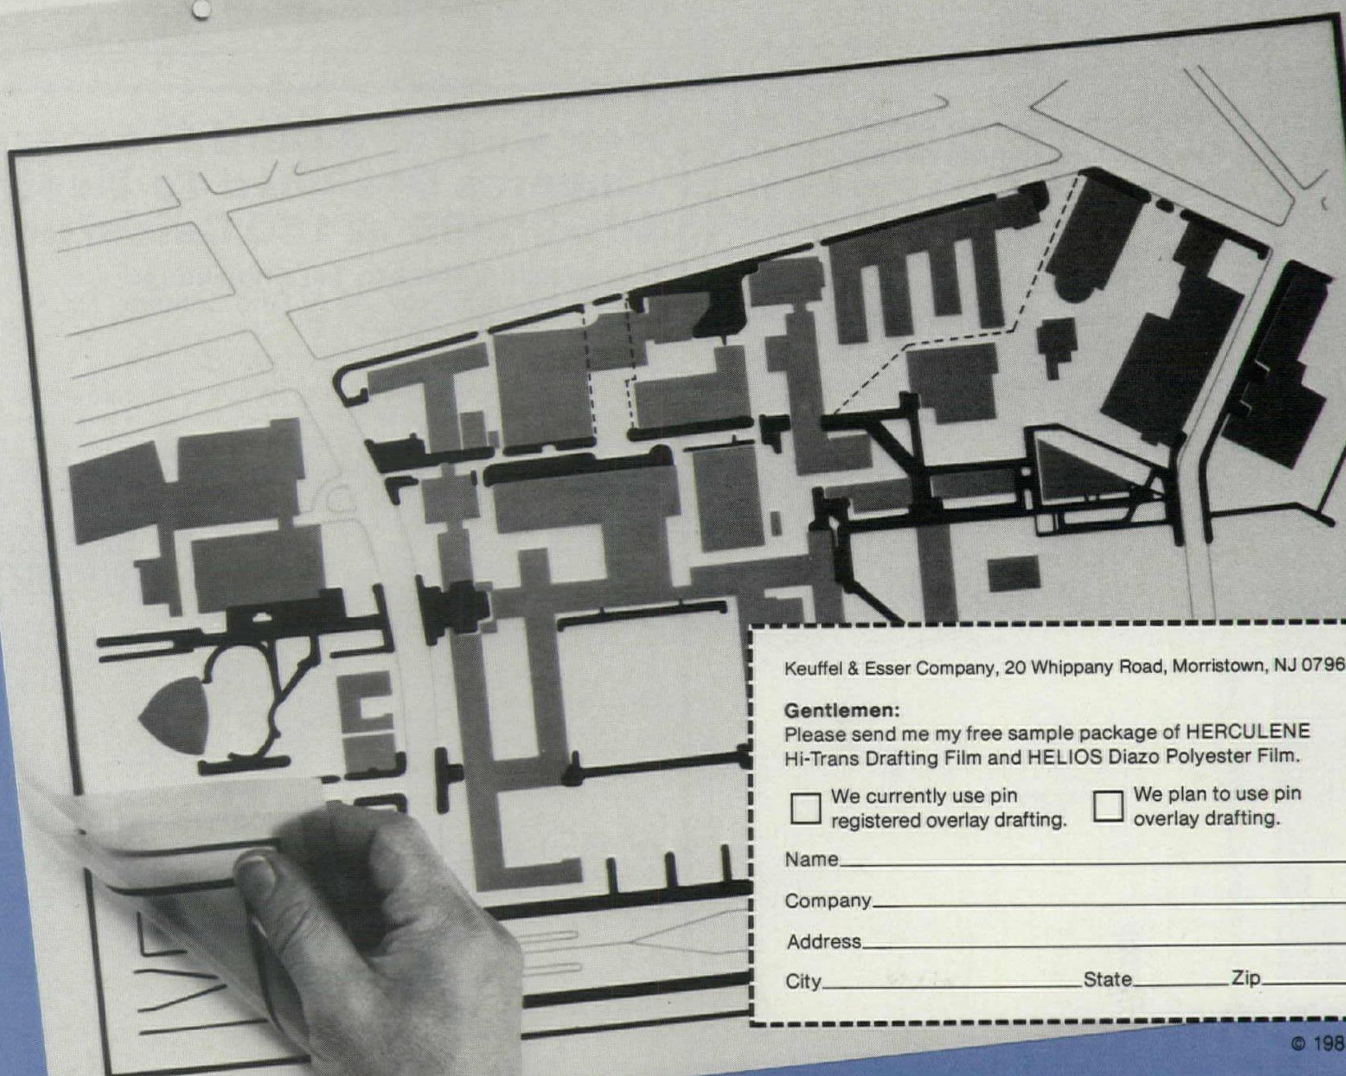 Keuffel & Esser Company, 20 Whippany Road, Morristown, NJ 0796
Gentlemen:
Please send me my free sample package of HERCULENE
Hi-Trans Drafting Film and HELIOS Diazo Polyester Film.
We currently use pin
registered overlay drafting.
We plan to use pin
overlay drafting.
Name
Company
Address
City State Zip
© 198